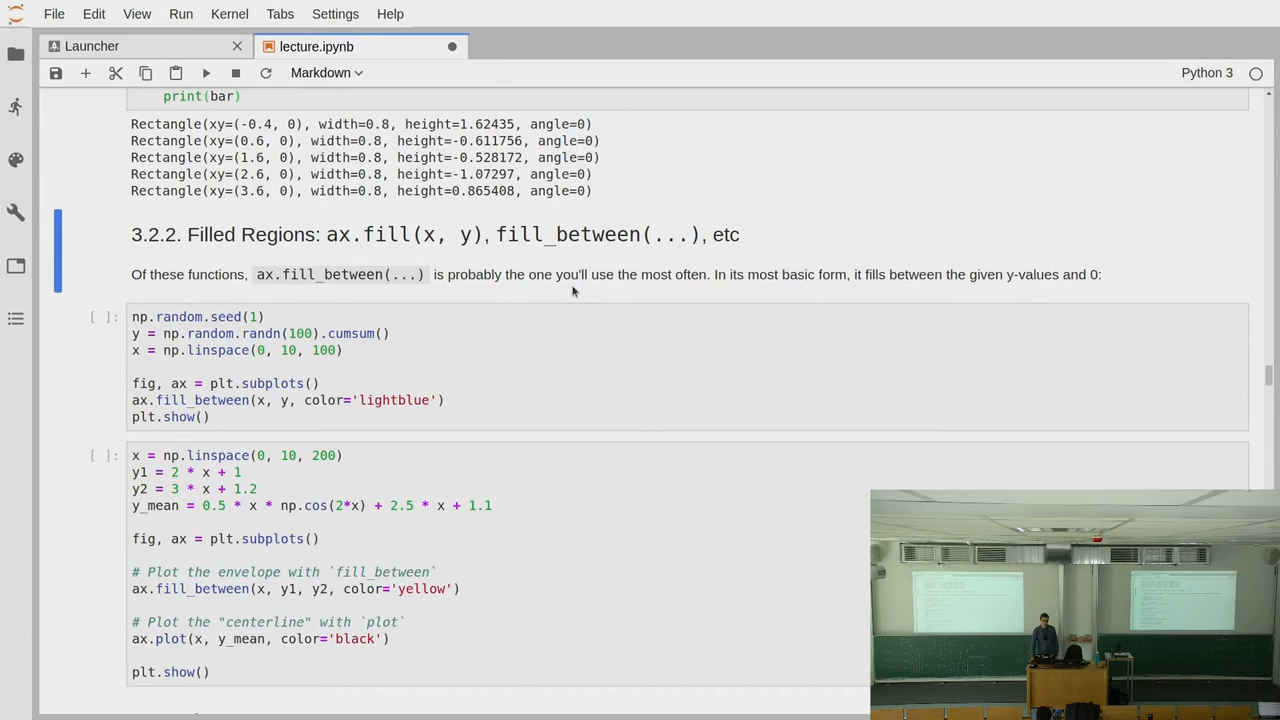 File Edit View Run Kernel Tabs Settings Help
Launcher
lecture.ipynb
Markdown
Python 3
print(bar)
Rectangle(xy=(-0.4, 0), width=0.8, height=1.62435, angle=0)
Rectangle(xy=(0.6, 0), width=0.8, height=-0.611756, angle=0)
Rectangle(xy=(1.6, 0), width=0.8, height=-0.528172, angle=0)
Rectangle(xy=(2.6, 0), width=0.8, height=-1.07297, angle=0)
Rectangle(xy=(3.6, 0), width=0.8, height=0.865408, angle=0)
3.2.2. Filled Regions: ax.fill(x, y), fill_between(...), etc
Of these functions, ax.fill_between(...) is probably the one you'll use the most often. In its most basic form, it fills between the given y-values and 0:
[ ]: np.random.seed(1)
y = np.random.randn(100).cumsum()
x = np.linspace(0, 10, 100)
fig, ax = plt.subplots()
ax.fill_between(x, y, color='lightblue')
plt.show()
[ ]: x = np.linspace(0, 10, 200)
y1 = 2 * x + 1
y2 = 3 * x + 1.2
y_mean = 0.5 * x * np.cos(2*x) + 2.5 * x + 1.1
fig, ax = plt.subplots()
# Plot the envelope with `fill_between`
ax.fill_between(x, y1, y2, color='yellow')
# Plot the "centerline" with `plot`
ax.plot(x, y_mean, color='black')
plt.show()